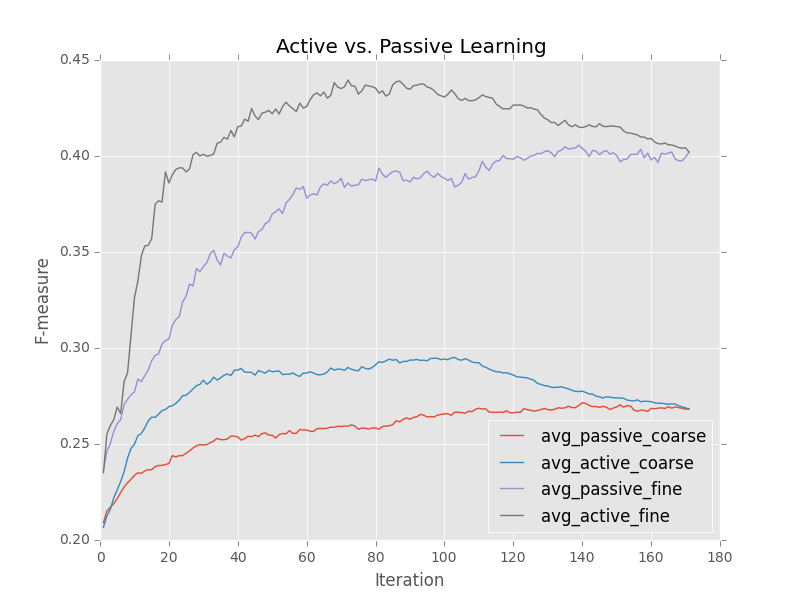 Active vs. Passive Learning
0.45
0.40
0.35
0.30
0.25
0.20
F-measure
avg_passive_coarse
avg_active_coarse
avg_passive_fine
avg_active_fine
0 20 40 60 80 100 120 140 160 180
Iteration